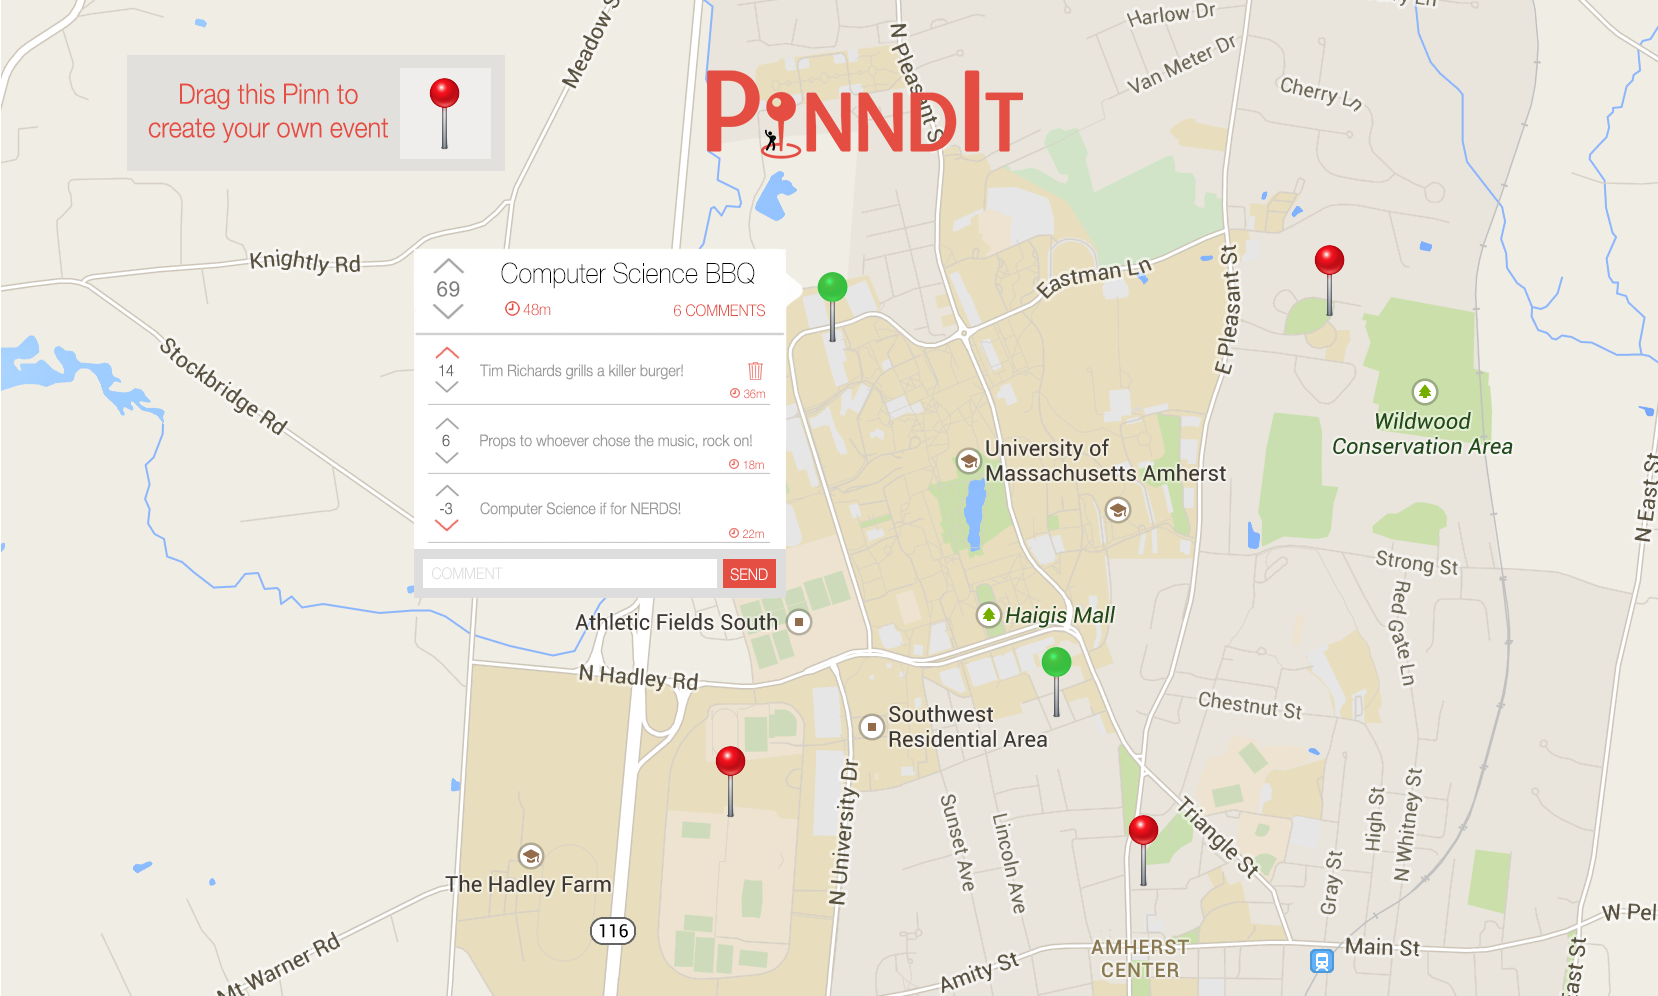 Harlow Dr
N Pleasant S
Meadow S
Van Meter Dr
Drag this Pinn to
create your own event
PINNDIT
Cherry Ln
Knightly Rd
Eastman Ln
E Pleasant St
69
Computer Science BBQ
48m
6 COMMENTS
14
Tim Richards grills a killer burger!
36m
6
Props to whoever chose the music, rock on!
18m
-3
Computer Science if for NERDS!
22m
COMMENT
SEND
Stockbridge Rd
Wildwood
Conservation Area
University of
Massachusetts Amherst
N East St
Strong St
Red Gate Ln
Athletic Fields South
Haigis Mall
N Hadley Rd
Chestnut St
Southwest
Residential Area
N University Dr
Sunset Ave
Lincoln Ave
Triangle St
High St
N Whitney St
Gray St
The Hadley Farm
116
Mt Warner Rd
Amity St
AMHERST
CENTER
Main St
W Pel
East St